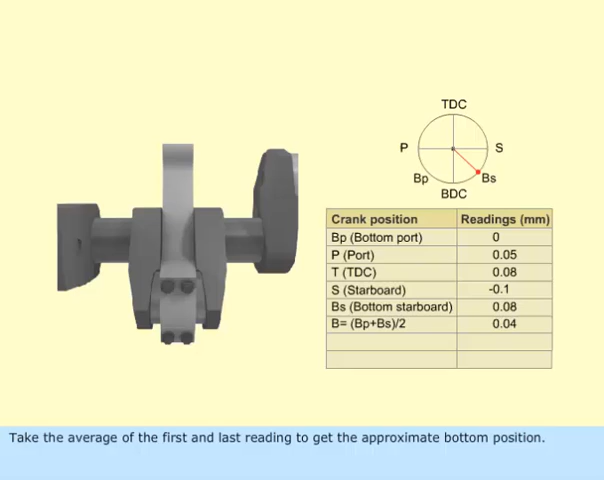 TDC
P
S
Bp
Bs
BDC
Crank position Readings (mm)
Bp (Bottom port) 0
P (Port) 0.05
T (TDC) 0.08
S (Starboard) -0.1
Bs (Bottom starboard) 0.08
B= (Bp+Bs)/2 0.04
Take the average of the first and last reading to get the approximate bottom position.